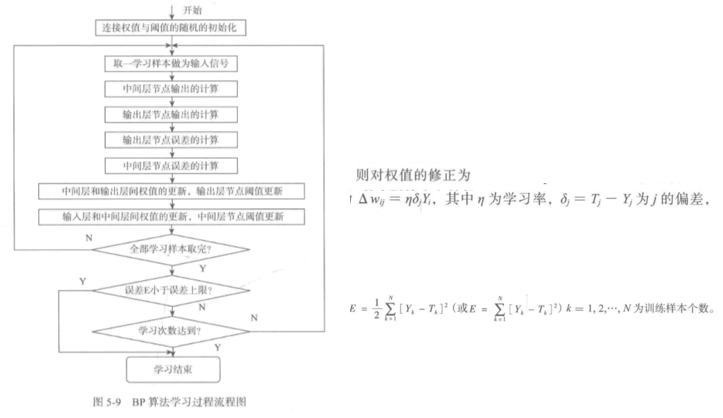 开始
连接权值与阈值的随机的初始化
取一学习样本做为输入信号
中间层节点输出的计算
输出层节点输出的计算
输出层节点误差的计算
中间层节点误差的计算
中间层和输出层间权值的更新，输出层节点阈值更新
输入层和中间层间权值的更新，中间层节点阈值更新
N
全部学习样本取完?
Y
Y
误差E小于误差上限?
N
N
学习次数达到?
Y
学习结束
图 5-9 BP 算法学习过程流程图
则对权值的修正为
Δw_{ij} = ηδ_jY_i, 其中 η 为学习率, δ_j = T_j − Y_j 为 j 的偏差,
E = \frac{1}{2}\sum_{k=1}^{N}[Y_k − T_k]^2 (或E = \sum_{k=1}^{N}[Y_k − T_k]^2) k = 1, 2, ⋯, N 为训练样本个数。